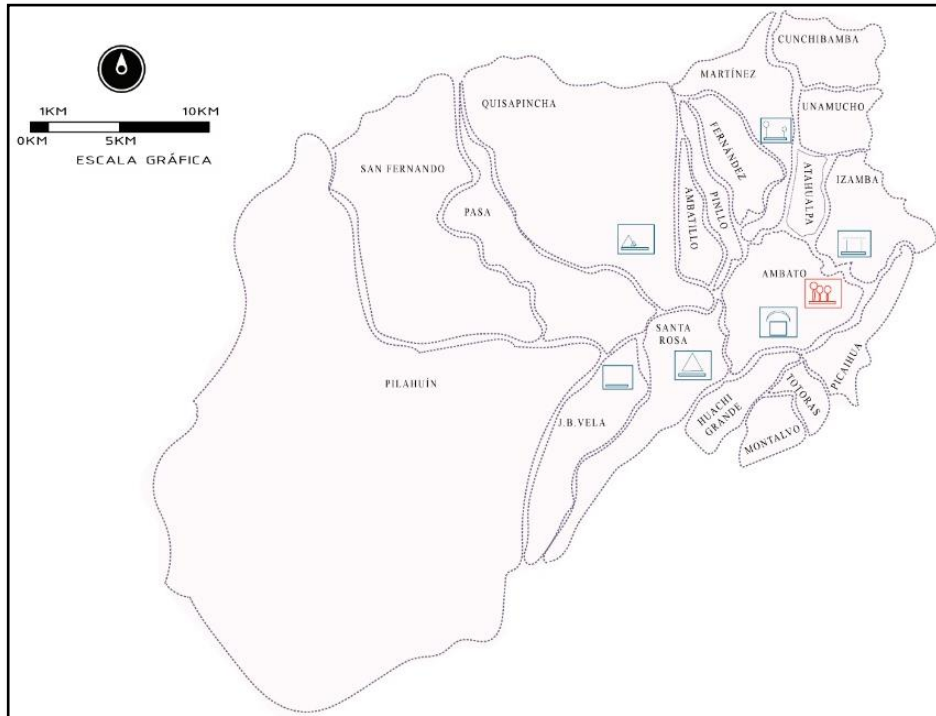 CUNCHIBAMBA
MARTÍNEZ
1KM
10KM
QUISAPINCHA
UNAMUCHO
0KM
5KM
ESCALA GRÁFICA
FERNÁNDEZ
SAN FERNANDO
ATAHUALPA
IZAMBA
PASA
AMBATILLO
PINLLO
AMBATO
SANTA
ROSA
PICAIHUA
PILAHUÍN
TOTORAS
HUACHI
GRANDE
J.B.VELA
MONTALVO